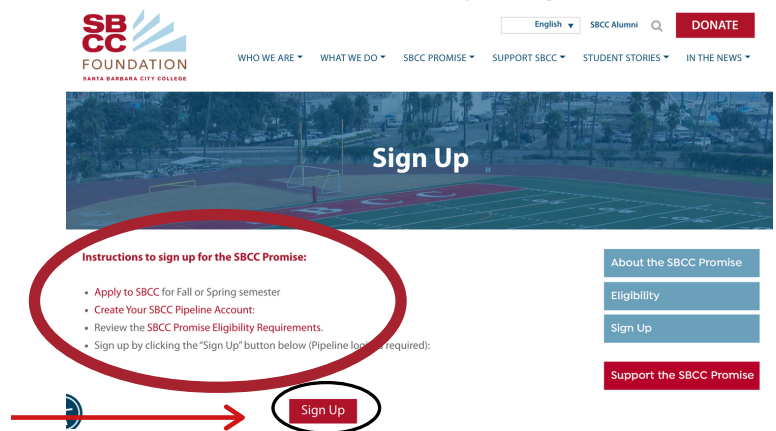 SB
CC
FOUNDATION
SANTA BARBARA CITY COLLEGE
English SBCC Alumni DONATE
WHO WE ARE WHAT WE DO SBCC PROMISE SUPPORT SBCC STUDENT STORIES IN THE NEWS
Sign Up
S B C C
Instructions to sign up for the SBCC Promise:
• Apply to SBCC for Fall or Spring semester
• Create Your SBCC Pipeline Account:
• Review the SBCC Promise Eligibility Requirements.
• Sign up by clicking the "Sign Up" button below (Pipeline login is required):
Sign Up
About the SBCC Promise
Eligibility
Sign Up
Support the SBCC Promise